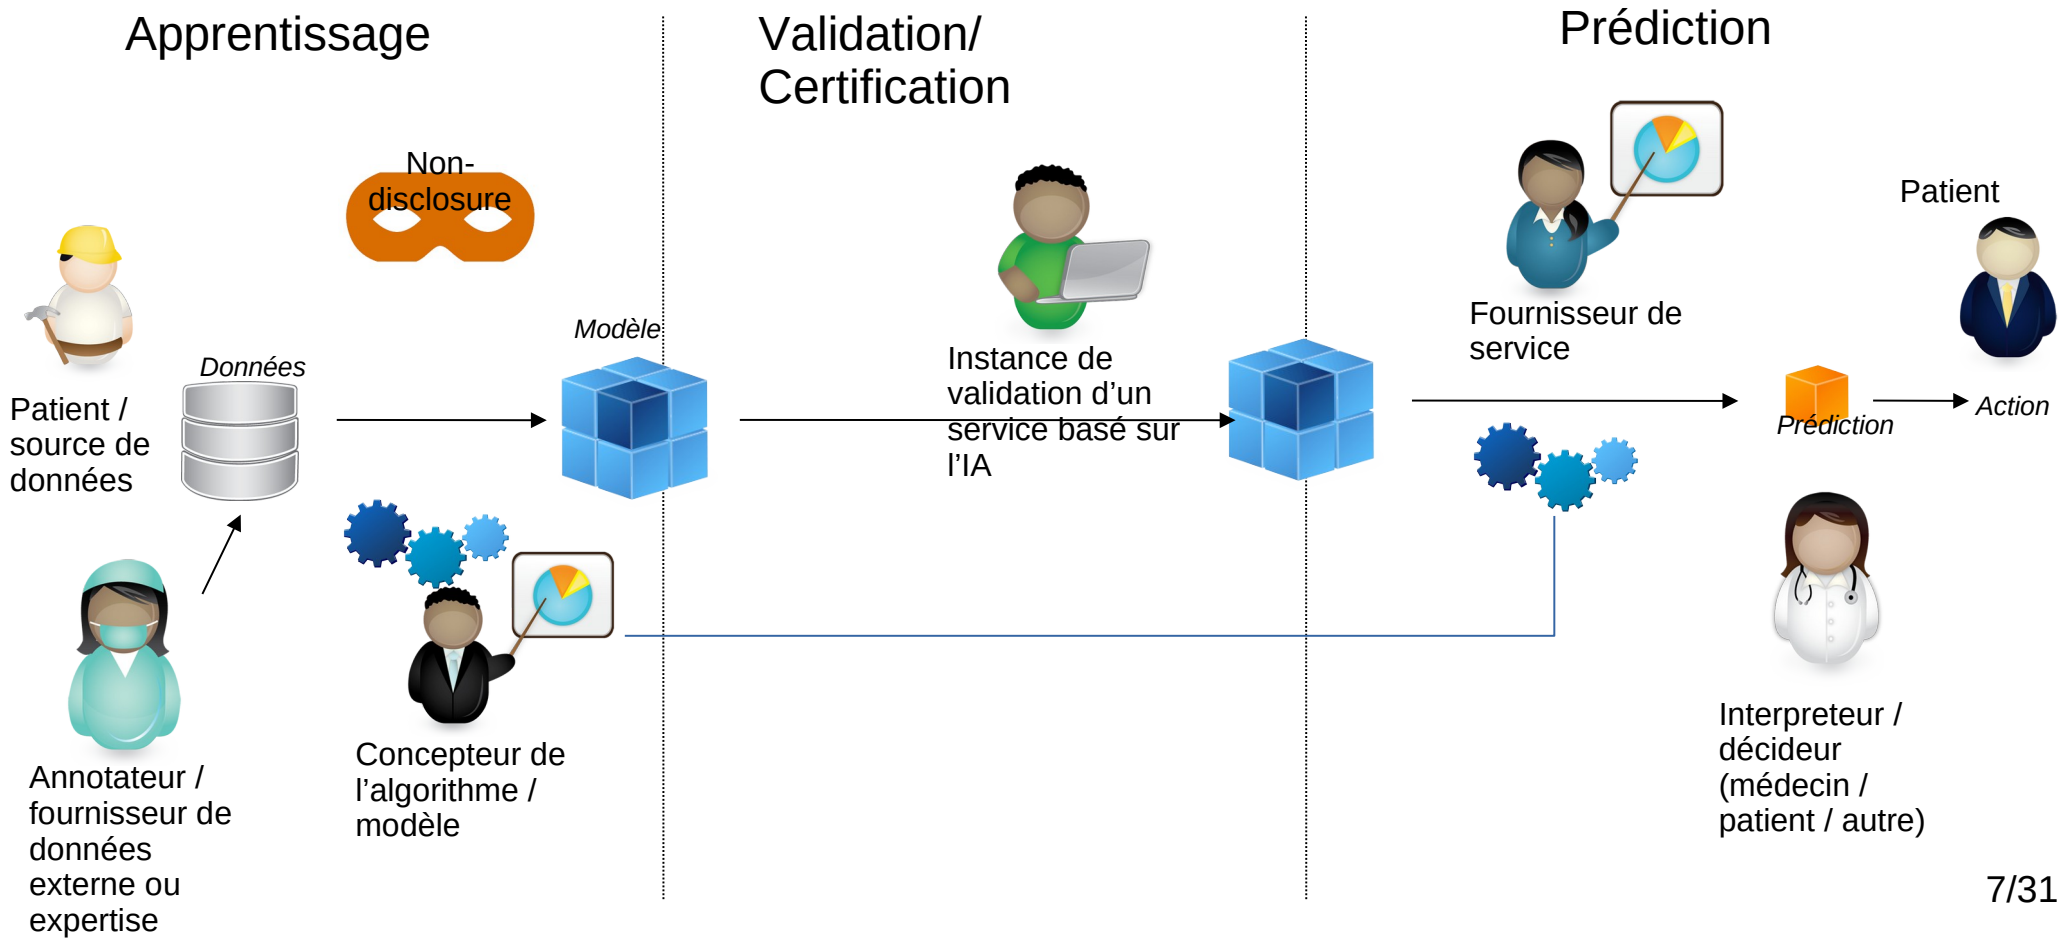 Apprentissage
Validation/
Certification
Prédiction
Non-
disclosure
Patient
Modèle
Fournisseur de
service
Données
Instance de
validation d’un
service basé sur
l’IA
Patient /
source de
données
Action
Prédiction
Interpreteur /
décideur
(médecin /
patient / autre)
Concepteur de
l’algorithme /
modèle
Annotateur /
fournisseur de
données
externe ou
expertise
7/31